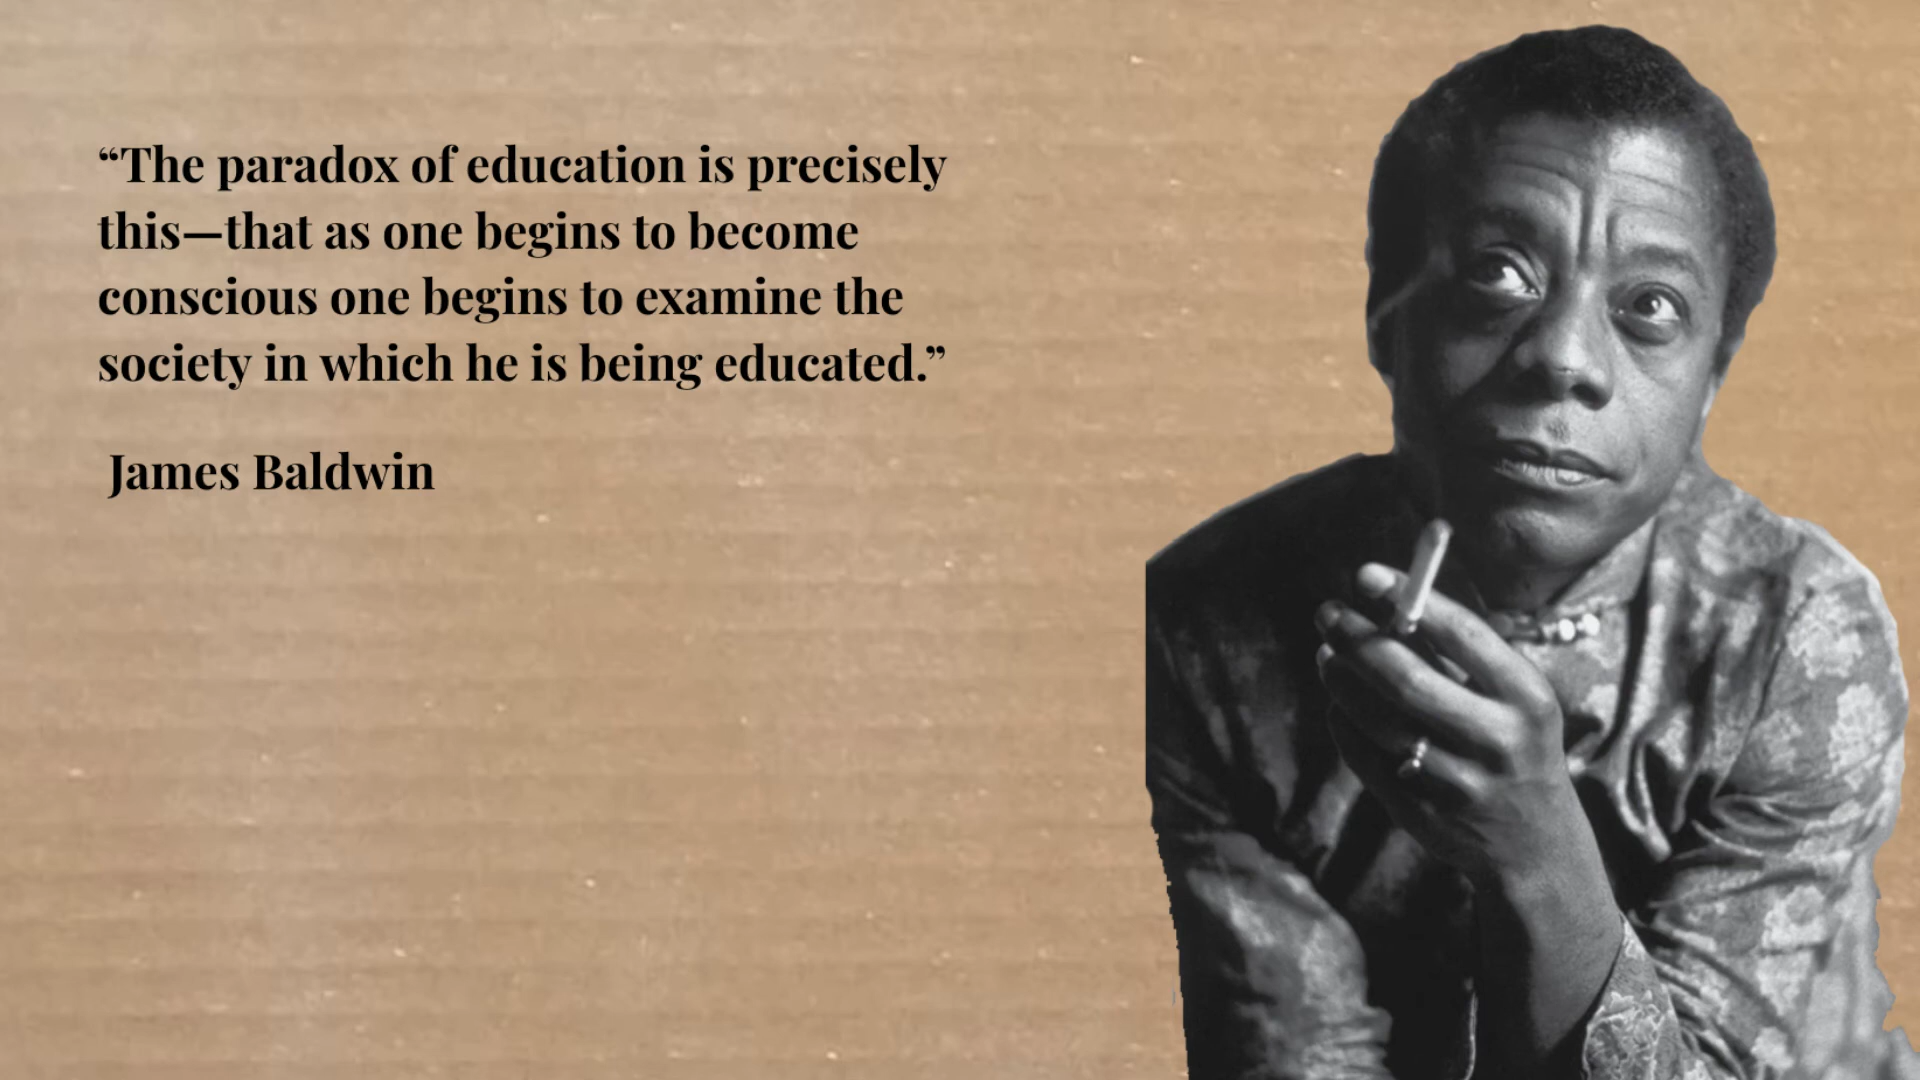 “The paradox of education is precisely
this—that as one begins to become
conscious one begins to examine the
society in which he is being educated.”
James Baldwin